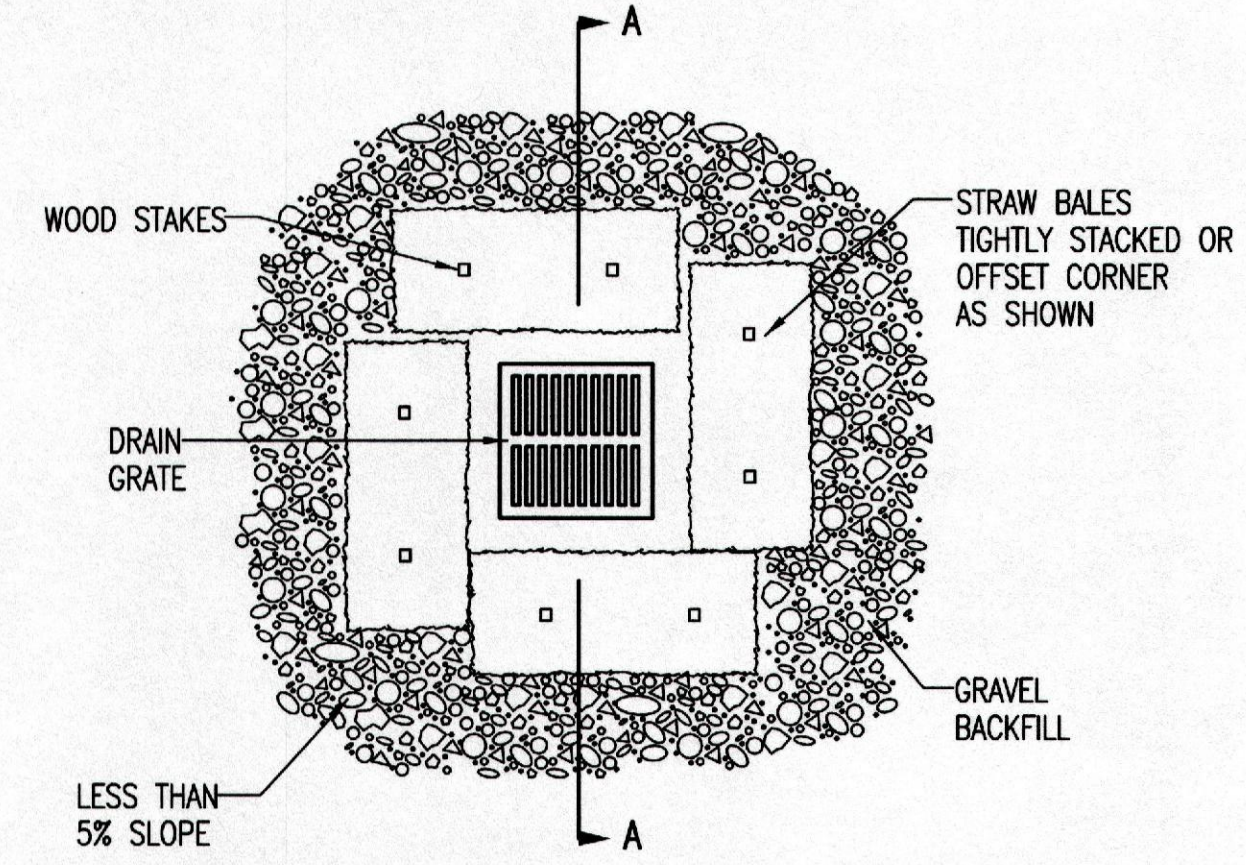 A
WOOD STAKES
STRAW BALES
TIGHTLY STACKED OR
OFFSET CORNER
AS SHOWN
DRAIN
GRATE
GRAVEL
BACKFILL
LESS THAN
5% SLOPE
A